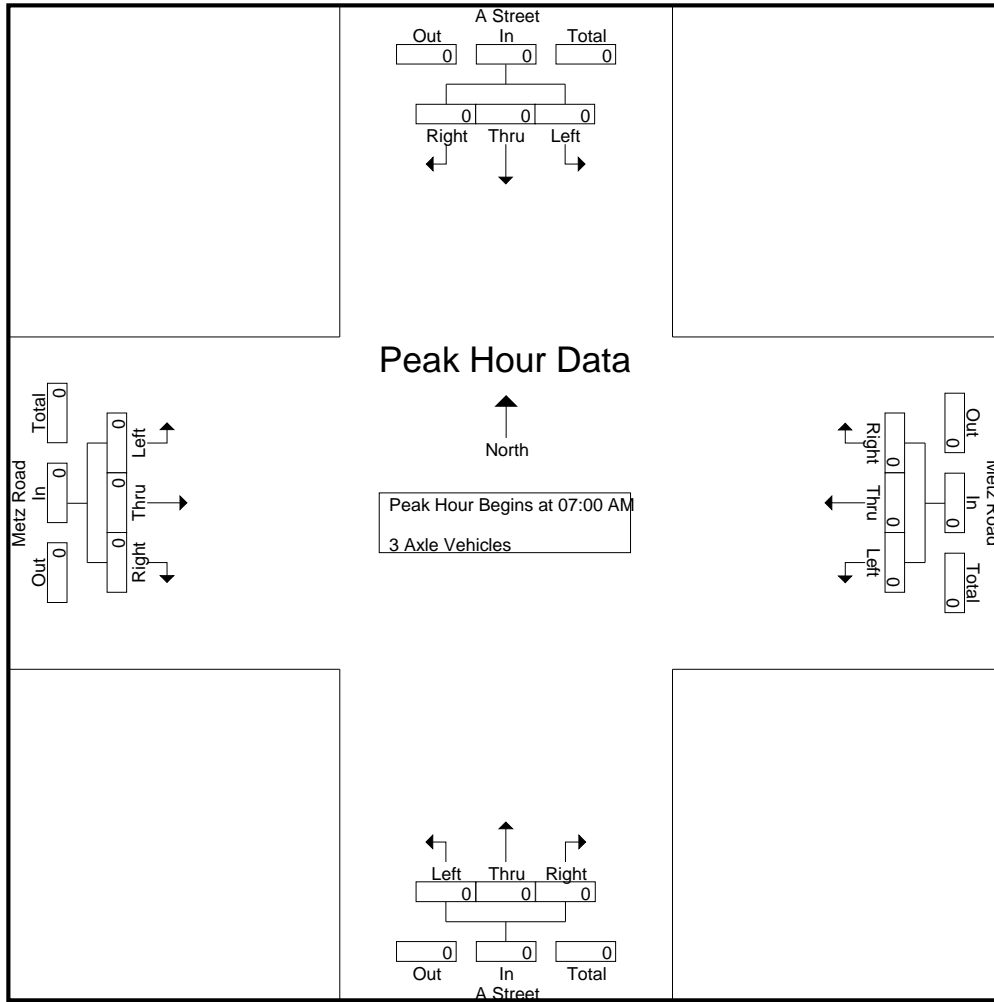 A Street
Out In Total
0 0 0
0 0 0
Right Thru Left
Peak Hour Data
North
Peak Hour Begins at 07:00 AM
3 Axle Vehicles
Metz Road
Out In Total
0 0 0
0 0 0
Right Thru Left
Metz Road
Out In Total
0 0 0
0 0 0
Right Thru Left
Left Thru Right
0 0 0
0 0 0
Out In Total
A Street